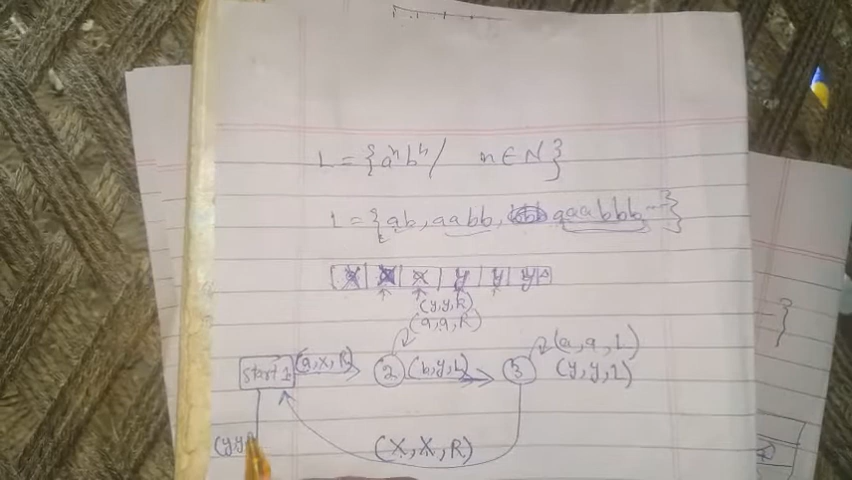 L = {aⁿbⁿ/ n ∈ N}
L = {ab, aabb, aaabbb ...}
x x x y y y Δ
(y,y,R)
(a,a,R) (a,a,L)
start 1 (a,x,R) 2 (b,y,L) 3 (y,y,L)
(y,y (X,X,R)